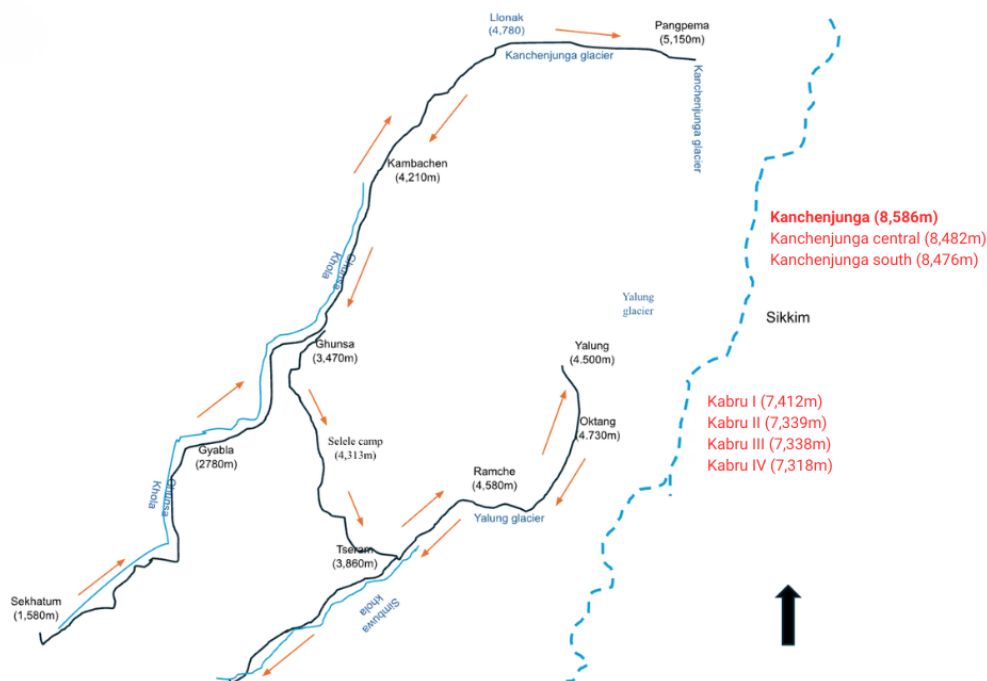 Llonak
(4,780)
Pangpema
(5,150m)
Kanchenjunga glacier
Kanchenjunga glacier
Kambachen
(4,210m)
Kanchenjunga (8,586m)
Kanchenjunga central (8,482m)
Kanchenjunga south (8,476m)
Ghunsa
Khola
Yalung
glacier
Sikkim
Ghunsa
(3,470m)
Yalung
(4.500m)
Kabru I (7,412m)
Kabru II (7,339m)
Kabru III (7,338m)
Kabru IV (7,318m)
Oktang
(4.730m)
Selele camp
(4,313m)
Gyabla
(2780m)
Ramche
(4,580m)
Ghunsa
Khola
Yalung glacier
Tseram
(3,860m)
Sekhatum
(1,580m)
Simbuwa
khola